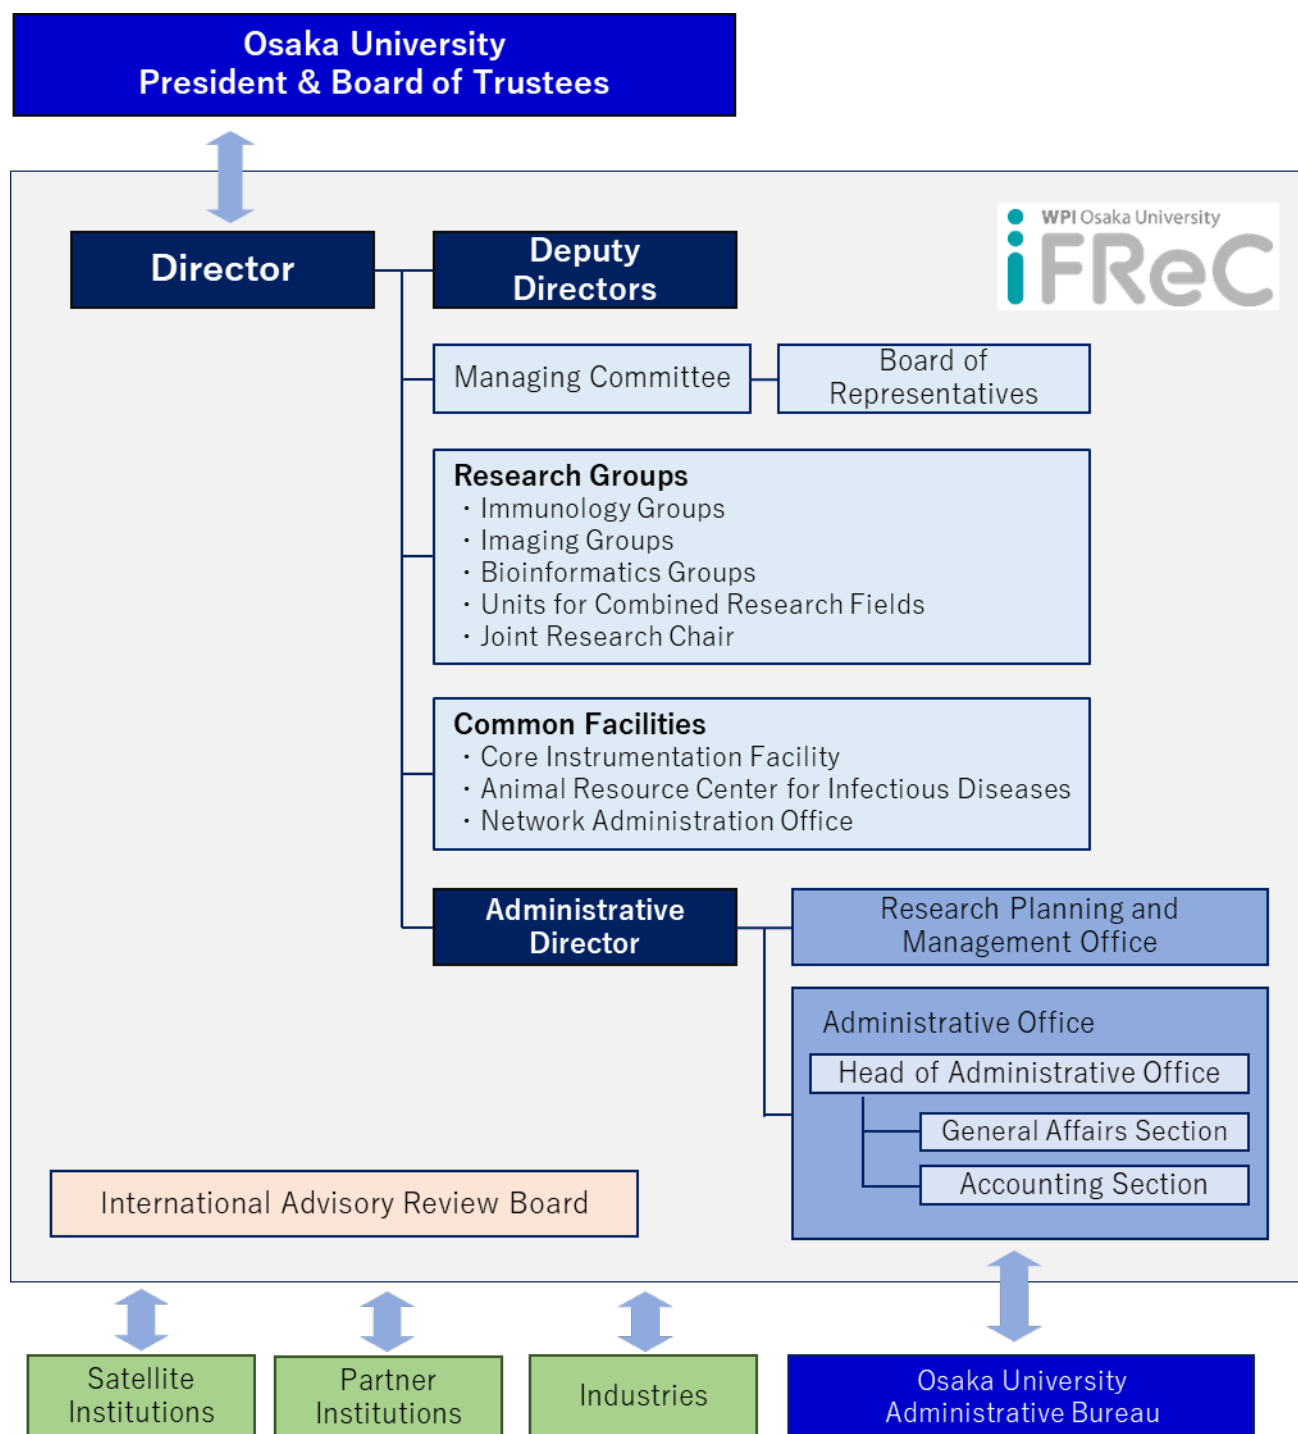 Osaka University
President & Board of Trustees
WPI Osaka University
iFReC
Director
Deputy
Directors
Managing Committee
Board of
Representatives
Research Groups
・Immunology Groups
・Imaging Groups
・Bioinformatics Groups
・Units for Combined Research Fields
・Joint Research Chair
Common Facilities
・Core Instrumentation Facility
・Animal Resource Center for Infectious Diseases
・Network Administration Office
Administrative
Director
Research Planning and
Management Office
Administrative Office
Head of Administrative Office
General Affairs Section
Accounting Section
International Advisory Review Board
Satellite
Institutions
Partner
Institutions
Industries
Osaka University
Administrative Bureau